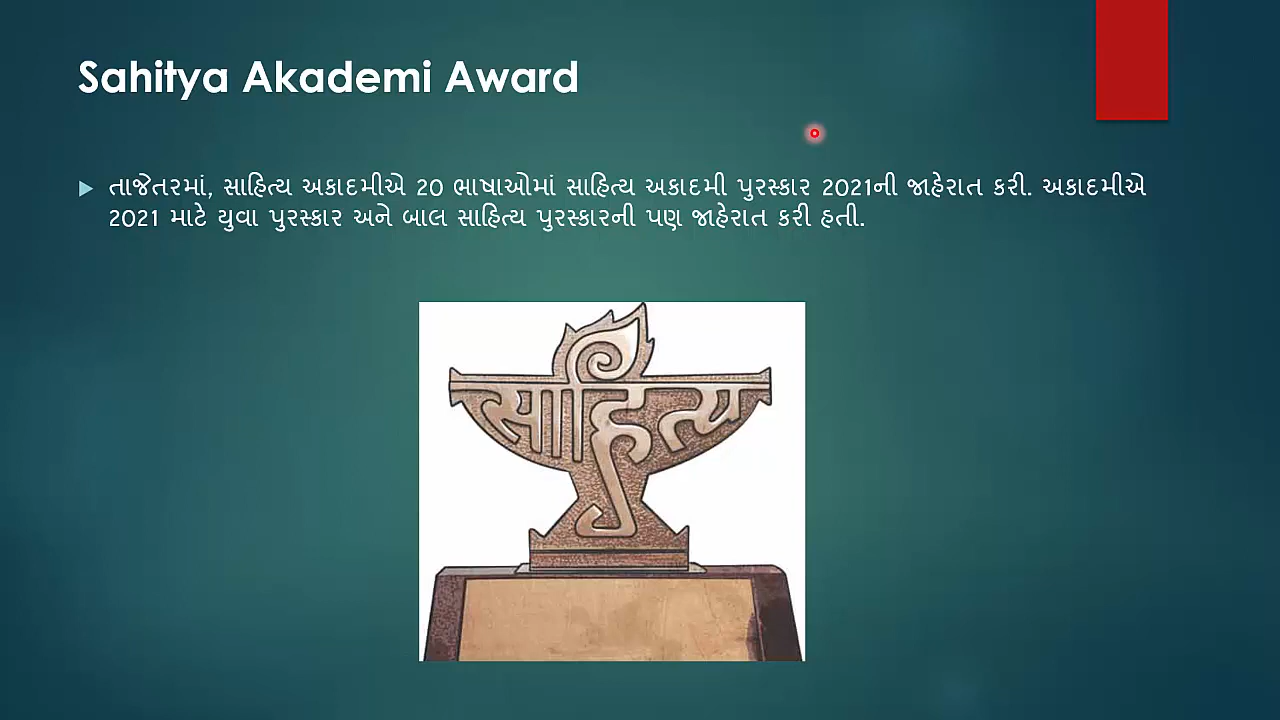 Sahitya Akademi Award
તાજેતરમાં, સાહિત્ય અકાદમીએ 20 ભાષાઓમાં સાહિત્ય અકાદમી પુરસ્કાર 2021ની જાહેરાત કરી. અકાદમીએ
2021 માટે યુવા પુરસ્કાર અને બાલ સાહિત્ય પુરસ્કારની પણ જાહેરાત કરી હતી.
साहित्य